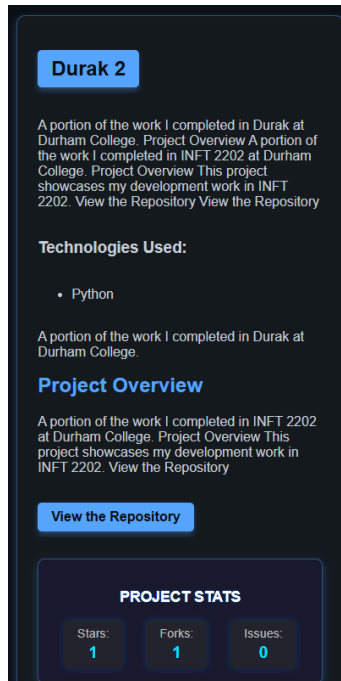 Durak 2
A portion of the work I completed in Durak at
Durham College. Project Overview A portion of
the work I completed in INFT 2202 at Durham
College. Project Overview This project
showcases my development work in INFT
2202. View the Repository View the Repository
Technologies Used:
• Python
A portion of the work I completed in Durak at
Durham College.
Project Overview
A portion of the work I completed in INFT 2202
at Durham College. Project Overview This
project showcases my development work in
INFT 2202. View the Repository
View the Repository
PROJECT STATS
Stars: Forks: Issues:
1 1 0